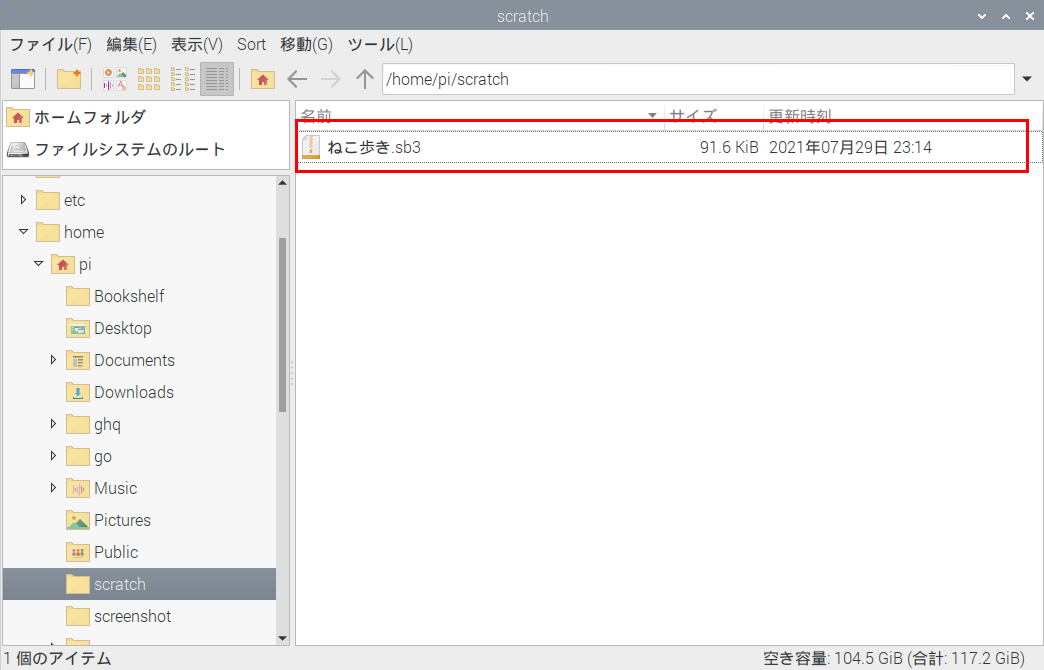 scratch
ファイル(F) 編集(E) 表示(V) Sort 移動(G) ツール(L)
/home/pi/scratch
ホームフォルダ
ファイルシステムのルート
etc
home
pi
Bookshelf
Desktop
Documents
Downloads
ghq
go
Music
Pictures
Public
scratch
screenshot
名前 サイズ 更新時刻
ねこ歩き.sb3 91.6 KiB 2021年07月29日 23:14
1 個のアイテム 空き容量: 104.5 GiB (合計: 117.2 GiB)